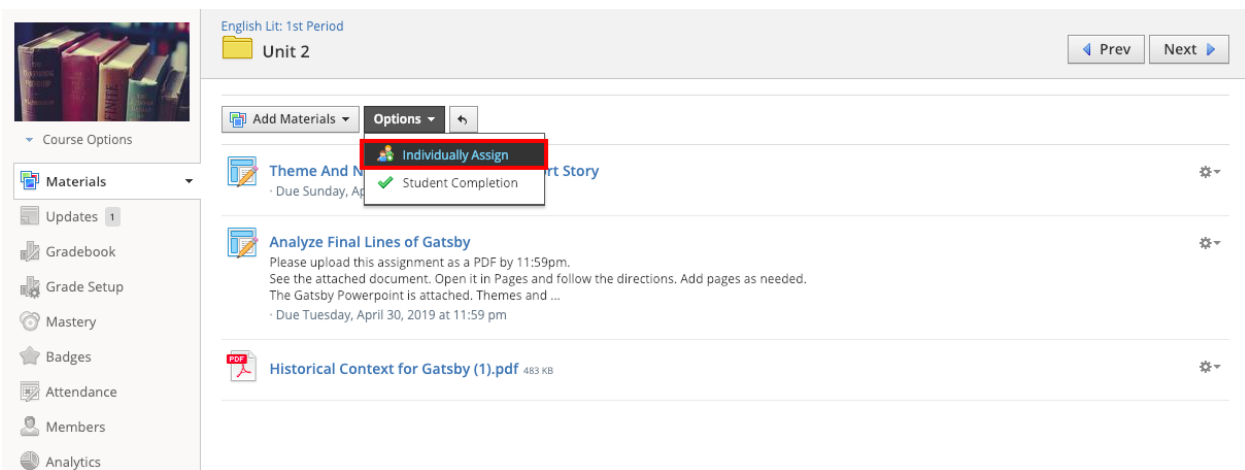 English Lit: 1st Period
Unit 2
Prev
Next
Course Options
Materials
Updates 1
Gradebook
Grade Setup
Mastery
Badges
Attendance
Members
Analytics
Add Materials
Options
Individually Assign
Student Completion
Theme And N rt Story
· Due Sunday, Ap
Analyze Final Lines of Gatsby
Please upload this assignment as a PDF by 11:59pm.
See the attached document. Open it in Pages and follow the directions. Add pages as needed.
The Gatsby Powerpoint is attached. Themes and ...
· Due Tuesday, April 30, 2019 at 11:59 pm
PDF
Historical Context for Gatsby (1).pdf 483 KB